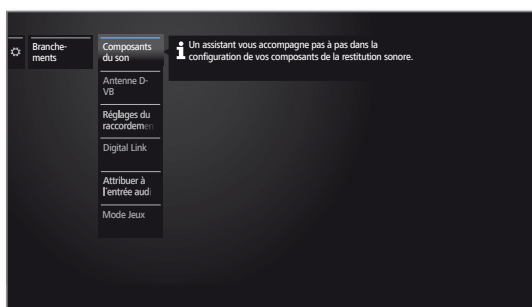 Branche-
ments
Composants
du son
Un assistant vous accompagne pas à pas dans la
configuration de vos composants de la restitution sonore.
Antenne D-
VB
Réglages du
raccordemen
Digital Link
Attribuer à
l'entrée audi
Mode Jeux